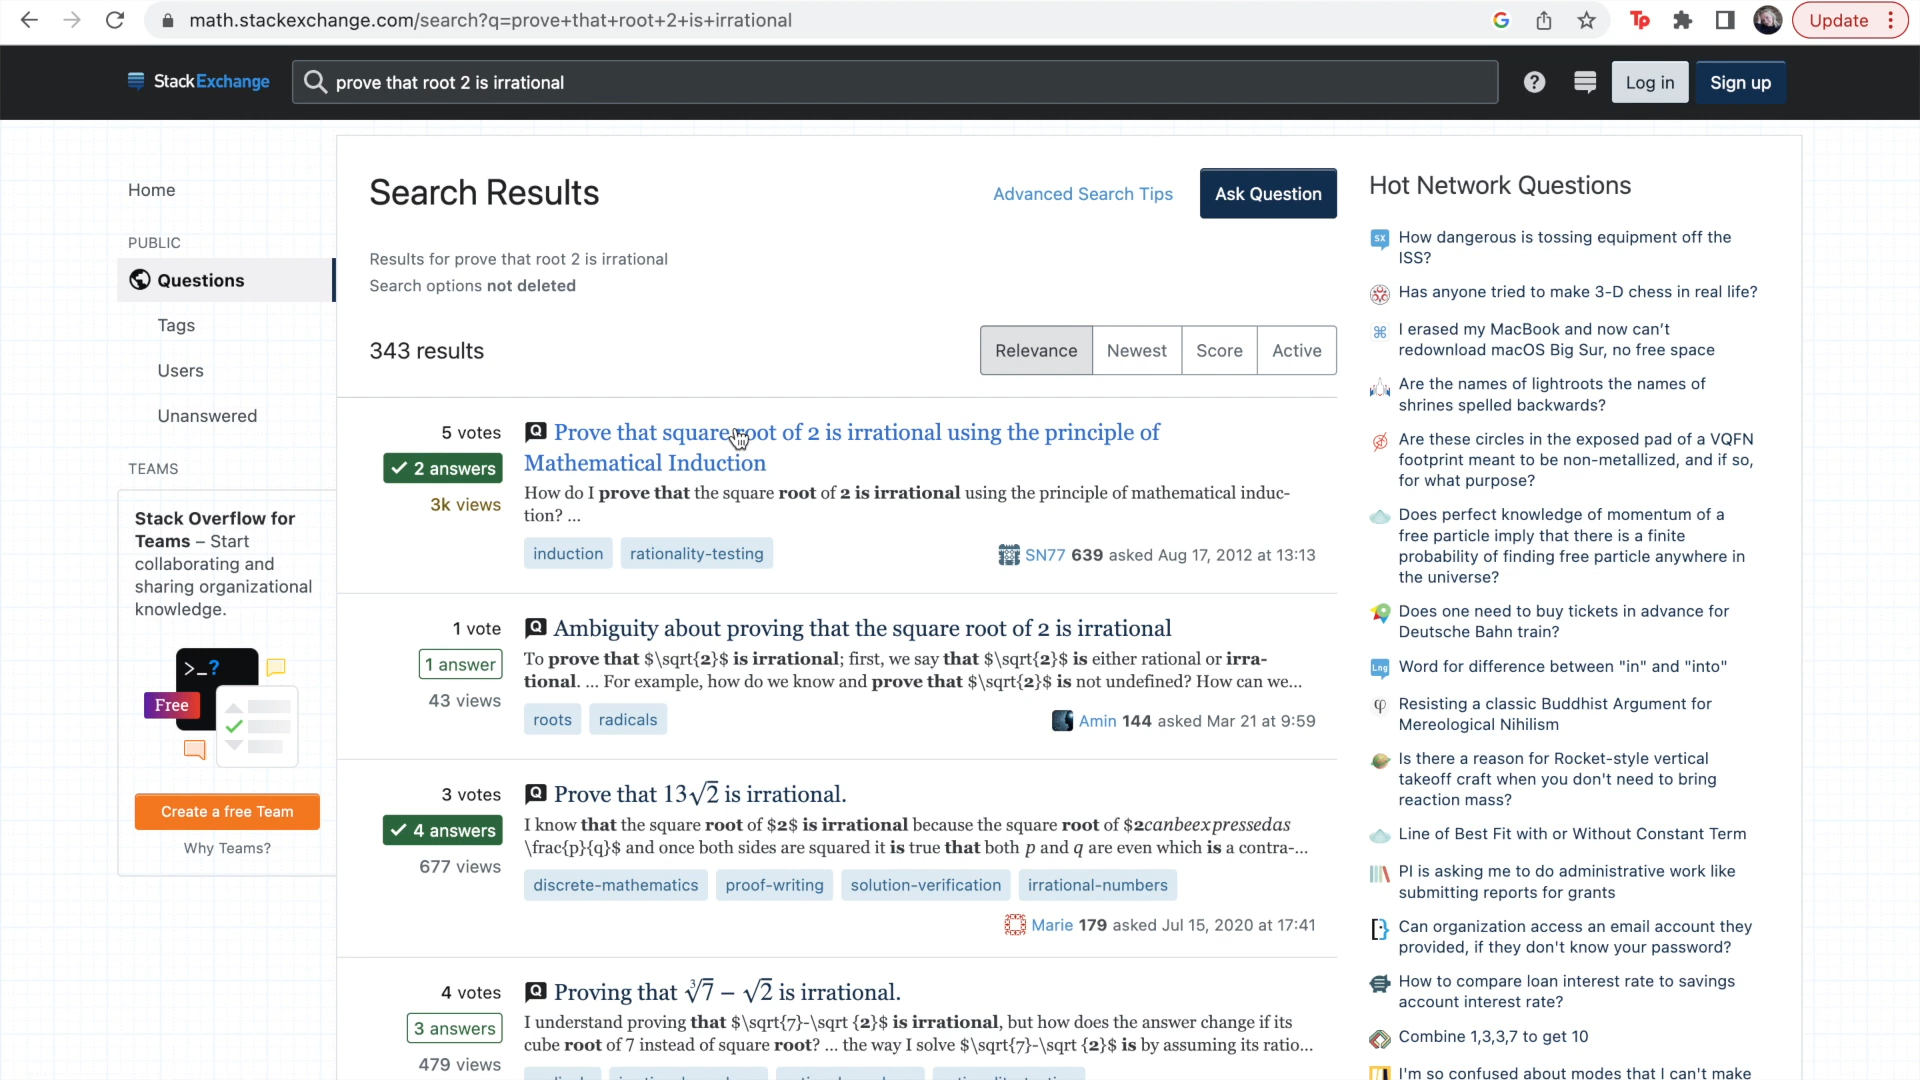 math.stackexchange.com/search?q=prove+that+root+2+is+irrational
Update
StackExchange
prove that root 2 is irrational
Log in
Sign up
Home
PUBLIC
Questions
Tags
Users
Unanswered
TEAMS
Stack Overflow for
Teams – Start
collaborating and
sharing organizational
knowledge.
>_?
Free
Create a free Team
Why Teams?
Search Results
Advanced Search Tips
Ask Question
Results for prove that root 2 is irrational
Search options not deleted
343 results
Relevance
Newest
Score
Active
5 votes
2 answers
3k views
Prove that square root of 2 is irrational using the principle of
Mathematical Induction
How do I prove that the square root of 2 is irrational using the principle of mathematical induc-
tion? ...
induction
rationality-testing
SN77 639 asked Aug 17, 2012 at 13:13
1 vote
1 answer
43 views
Ambiguity about proving that the square root of 2 is irrational
To prove that $\sqrt{2}$ is irrational; first, we say that $\sqrt{2}$ is either rational or irra-
tional. ... For example, how do we know and prove that $\sqrt{2}$ is not undefined? How can we...
roots
radicals
Amin 144 asked Mar 21 at 9:59
3 votes
4 answers
677 views
Prove that 13√2 is irrational.
I know that the square root of $2$ is irrational because the square root of $2canbeexpressedas
\frac{p}{q}$ and once both sides are squared it is true that both p and q are even which is a contra-...
discrete-mathematics
proof-writing
solution-verification
irrational-numbers
Marie 179 asked Jul 15, 2020 at 17:41
4 votes
3 answers
479 views
Proving that ∛7 − √2 is irrational.
I understand proving that $\sqrt{7}-\sqrt {2}$ is irrational, but how does the answer change if its
cube root of 7 instead of square root? ... the way I solve $\sqrt{7}-\sqrt {2}$ is by assuming its ratio...
Hot Network Questions
How dangerous is tossing equipment off the
ISS?
Has anyone tried to make 3-D chess in real life?
I erased my MacBook and now can't
redownload macOS Big Sur, no free space
Are the names of lightroots the names of
shrines spelled backwards?
Are these circles in the exposed pad of a VQFN
footprint meant to be non-metallized, and if so,
for what purpose?
Does perfect knowledge of momentum of a
free particle imply that there is a finite
probability of finding free particle anywhere in
the universe?
Does one need to buy tickets in advance for
Deutsche Bahn train?
Word for difference between "in" and "into"
Resisting a classic Buddhist Argument for
Mereological Nihilism
Is there a reason for Rocket-style vertical
takeoff craft when you don't need to bring
reaction mass?
Line of Best Fit with or Without Constant Term
PI is asking me to do administrative work like
submitting reports for grants
Can organization access an email account they
provided, if they don't know your password?
How to compare loan interest rate to savings
account interest rate?
Combine 1,3,3,7 to get 10
I'm so confused about modes that I can't make